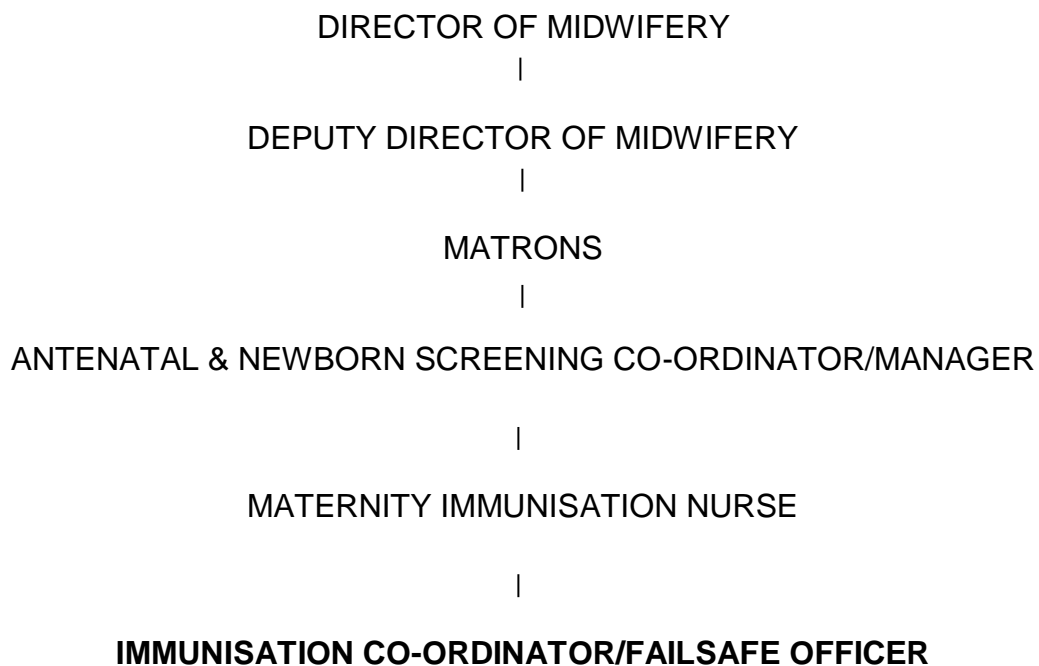 DIRECTOR OF MIDWIFERY
|
DEPUTY DIRECTOR OF MIDWIFERY
|
MATRONS
|
ANTENATAL & NEWBORN SCREENING CO-ORDINATOR/MANAGER
|
MATERNITY IMMUNISATION NURSE
|
IMMUNISATION CO-ORDINATOR/FAILSAFE OFFICER